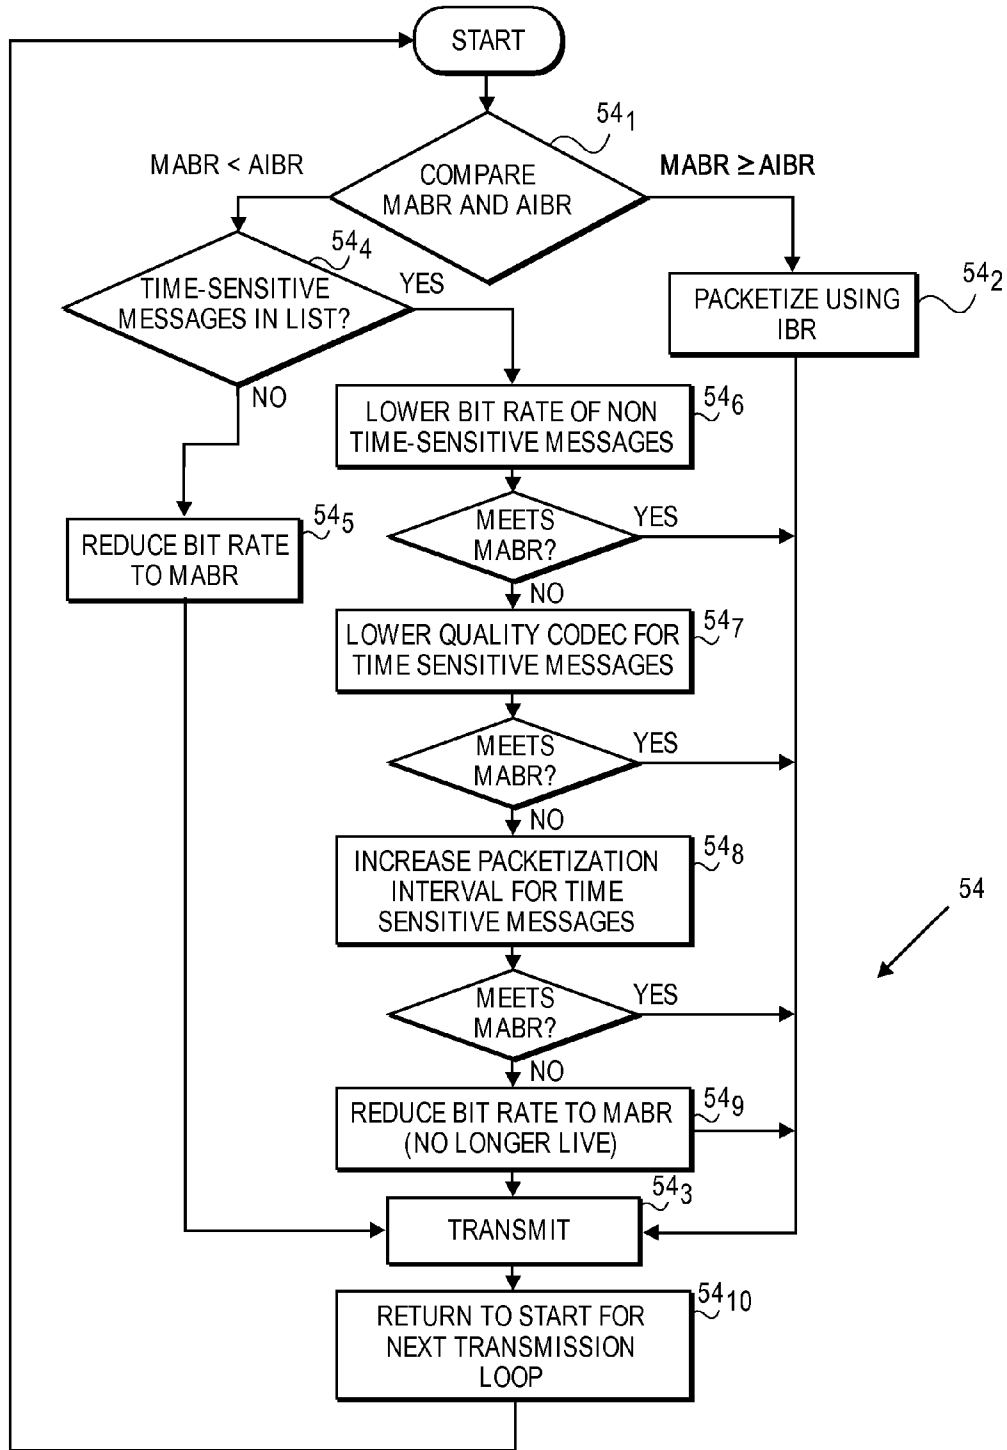 START
54₁
MABR < AIBR
COMPARE
MABR AND AIBR
MABR ≥ AIBR
54₄
TIME-SENSITIVE
MESSAGES IN LIST?
YES
NO
54₂
PACKETIZE USING
IBR
54₆
LOWER BIT RATE OF NON
TIME-SENSITIVE MESSAGES
MEETS
MABR?
YES
NO
54₅
REDUCE BIT RATE
TO MABR
54₇
LOWER QUALITY CODEC FOR
TIME SENSITIVE MESSAGES
MEETS
MABR?
YES
NO
54₈
INCREASE PACKETIZATION
INTERVAL FOR TIME
SENSITIVE MESSAGES
54
MEETS
MABR?
YES
NO
54₉
REDUCE BIT RATE TO MABR
(NO LONGER LIVE)
54₃
TRANSMIT
54₁₀
RETURN TO START FOR
NEXT TRANSMISSION
LOOP